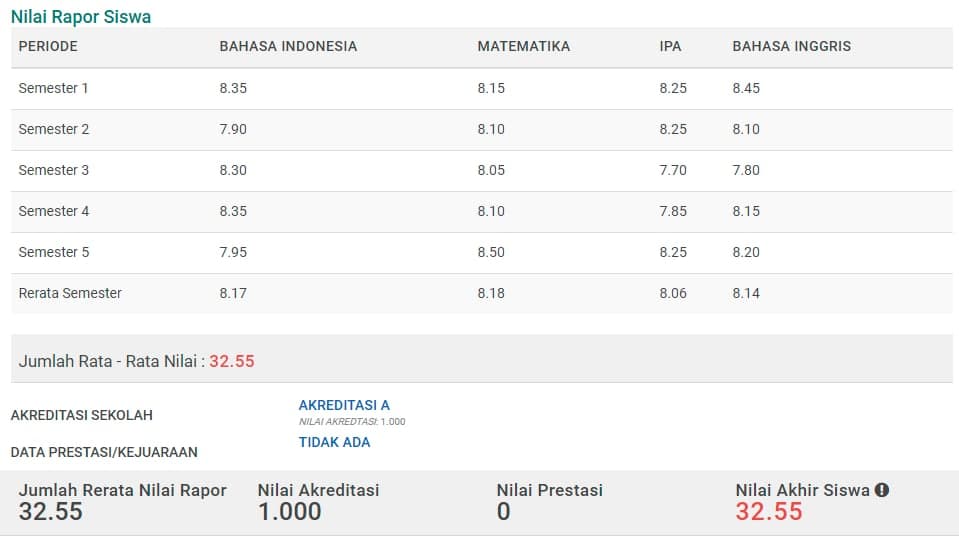 Nilai Rapor Siswa
PERIODE BAHASA INDONESIA MATEMATIKA IPA BAHASA INGGRIS
Semester 1 8.35 8.15 8.25 8.45
Semester 2 7.90 8.10 8.25 8.10
Semester 3 8.30 8.05 7.70 7.80
Semester 4 8.35 8.10 7.85 8.15
Semester 5 7.95 8.50 8.25 8.20
Rerata Semester 8.17 8.18 8.06 8.14
Jumlah Rata - Rata Nilai : 32.55
AKREDITASI SEKOLAH AKREDITASI A
NILAI AKREDTASI: 1.000
DATA PRESTASI/KEJUARAAN TIDAK ADA
Jumlah Rerata Nilai Rapor Nilai Akreditasi Nilai Prestasi Nilai Akhir Siswa !
32.55 1.000 0 32.55